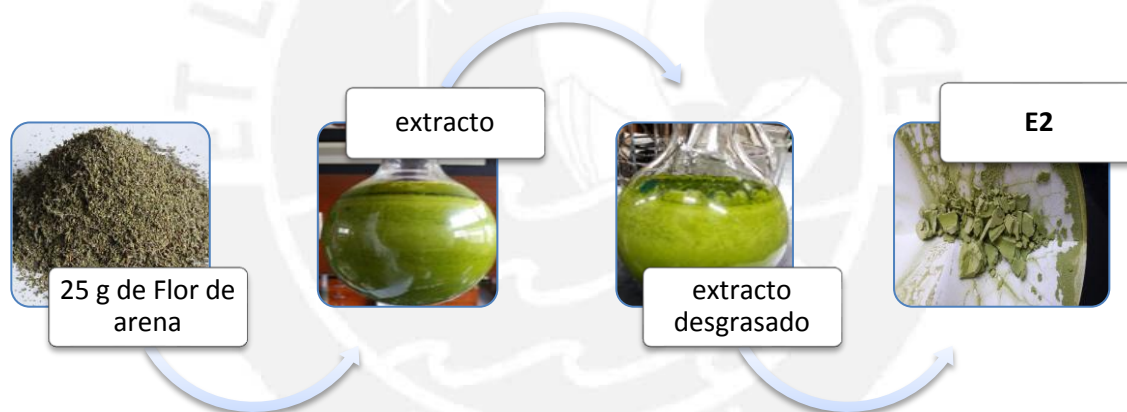 25 g de Flor de
arena
extracto
extracto
desgrasado
E2